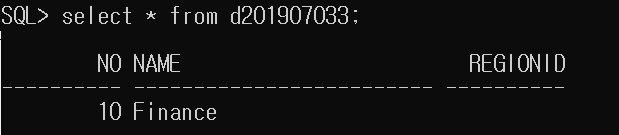 SQL> select * from d201907033;
NO NAME REGIONID
---------- ------------------------- ----------
10 Finance